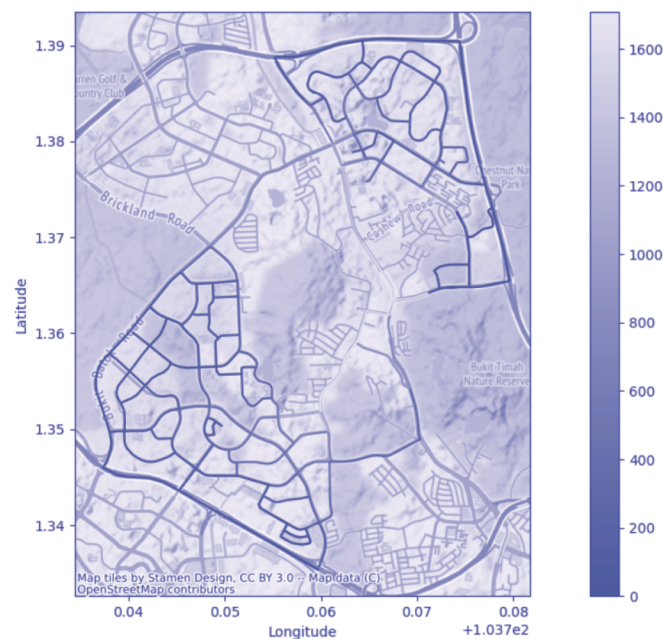 1.39
1.38
1.37
1.36
1.35
1.34
Latitude
rren Golf &
ountry Club
Brickland Road
Cashew Road
Chestnut Na
Park
Bukit Batok Road
Bukit Timah
Nature Reserve
Map tiles by Stamen Design, CC BY 3.0 -- Map data (C)
OpenStreetMap contributors
0.04 0.05 0.06 0.07 0.08
+1.037e2
Longitude
1600
1400
1200
1000
800
600
400
200
0